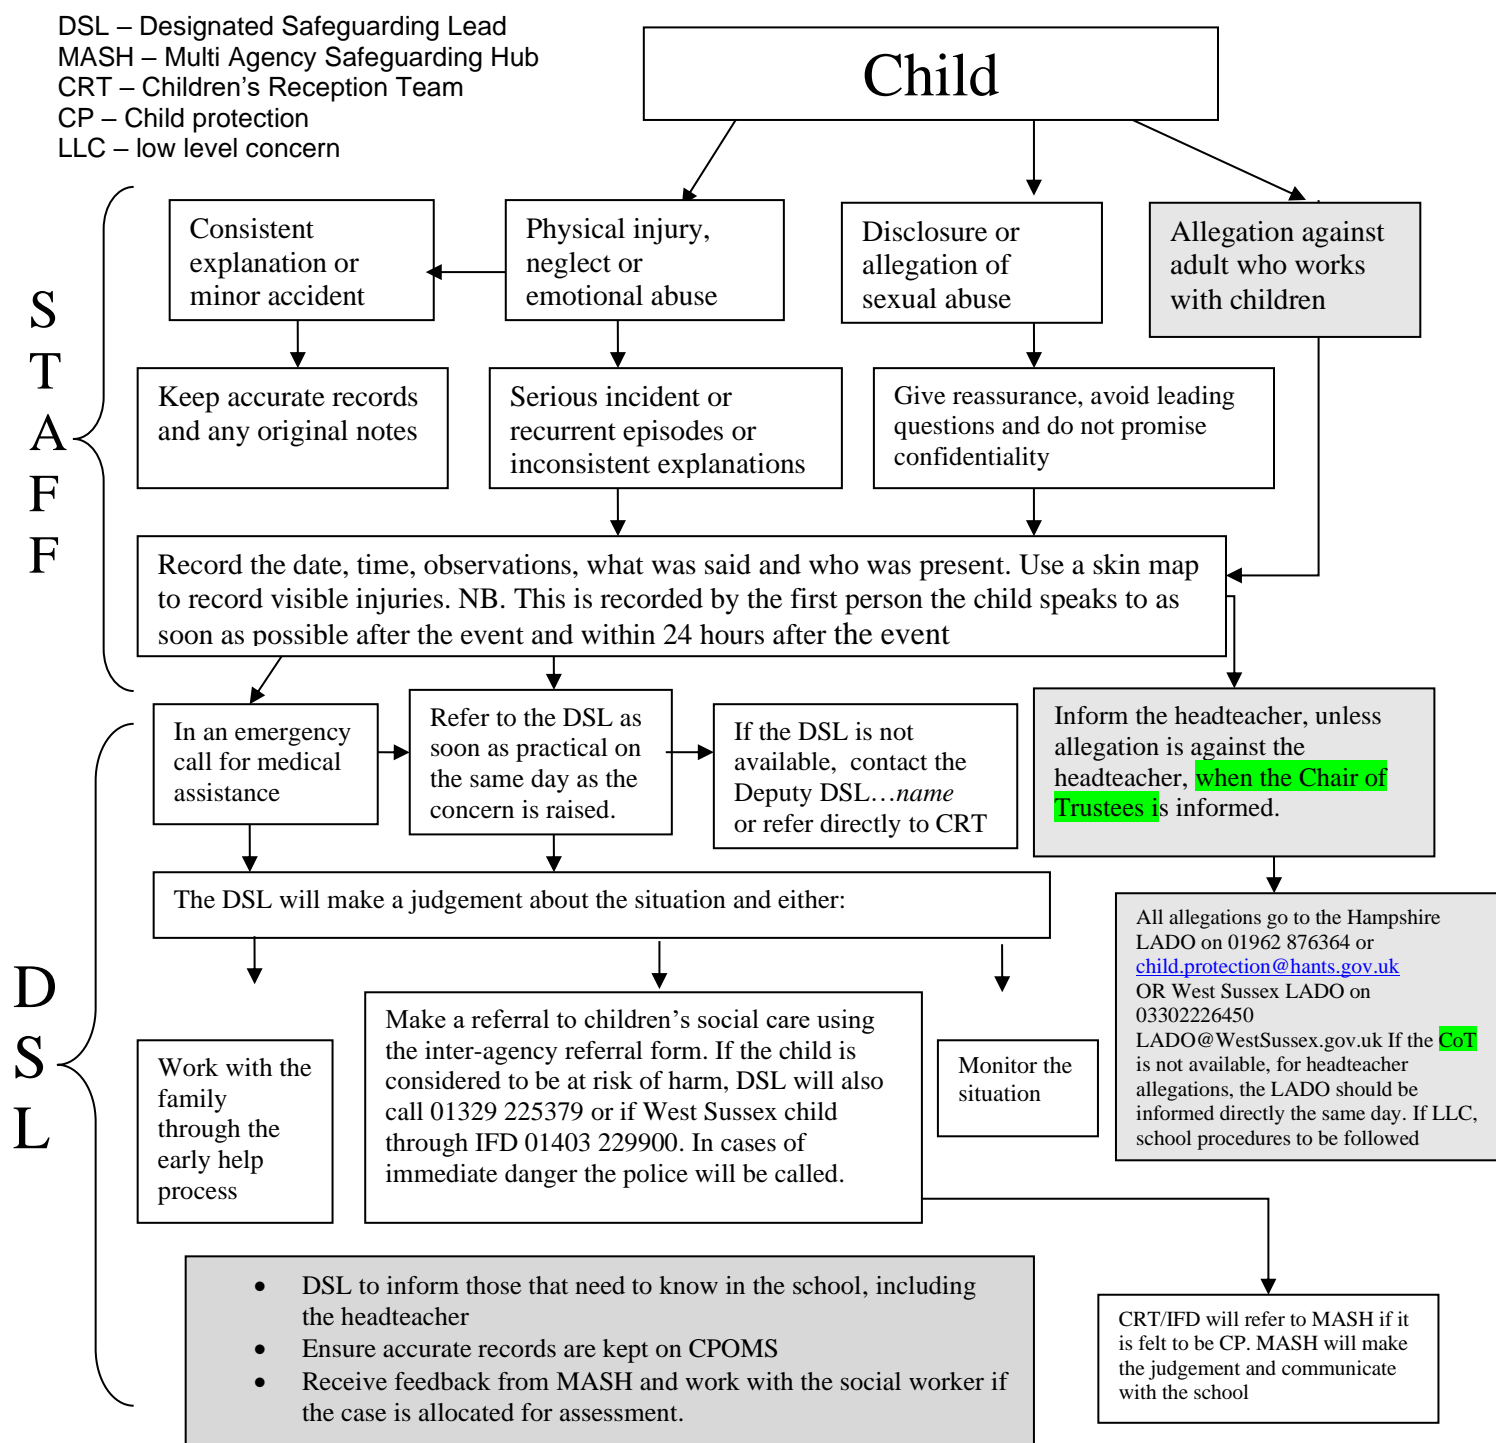 DSL – Designated Safeguarding Lead
MASH – Multi Agency Safeguarding Hub
CRT – Children's Reception Team
CP – Child protection
LLC – low level concern
Child
S
T
A
F
F
Consistent
explanation or
minor accident
Physical injury,
neglect or
emotional abuse
Disclosure or
allegation of
sexual abuse
Allegation against
adult who works
with children
Keep accurate records
and any original notes
Serious incident or
recurrent episodes or
inconsistent explanations
Give reassurance, avoid leading
questions and do not promise
confidentiality
Record the date, time, observations, what was said and who was present. Use a skin map
to record visible injuries. NB. This is recorded by the first person the child speaks to as
soon as possible after the event and within 24 hours after the event
D
S
L
In an emergency
call for medical
assistance
Refer to the DSL as
soon as practical on
the same day as the
concern is raised.
If the DSL is not
available,  contact the
Deputy DSL…name
or refer directly to CRT
Inform the headteacher, unless
allegation is against the
headteacher, when the Chair of
Trustees is informed.
The DSL will make a judgement about the situation and either:
All allegations go to the Hampshire
LADO on 01962 876364 or
child.protection@hants.gov.uk
OR West Sussex LADO on
03302226450
LADO@WestSussex.gov.uk If the CoT
is not available, for headteacher
allegations, the LADO should be
informed directly the same day. If LLC,
school procedures to be followed
Work with the
family
through the
early help
process
Make a referral to children's social care using
the inter-agency referral form. If the child is
considered to be at risk of harm, DSL will also
call 01329 225379 or if West Sussex child
through IFD 01403 229900. In cases of
immediate danger the police will be called.
Monitor the
situation
• DSL to inform those that need to know in the school, including
the headteacher
• Ensure accurate records are kept on CPOMS
• Receive feedback from MASH and work with the social worker if
the case is allocated for assessment.
CRT/IFD will refer to MASH if it
is felt to be CP. MASH will make
the judgement and communicate
with the school